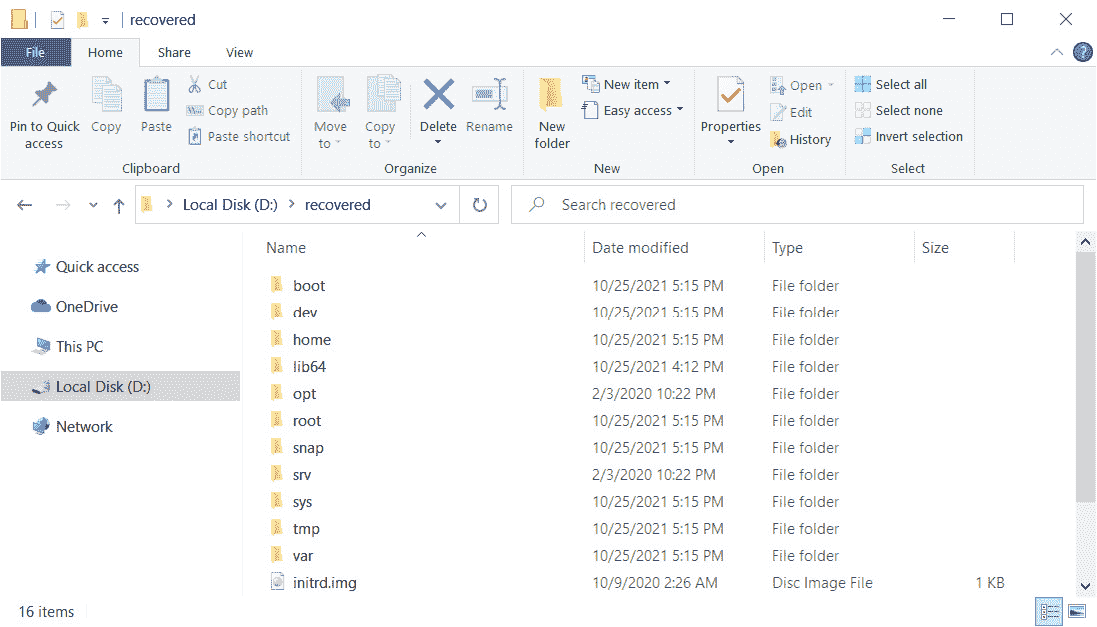 recovered
File Home Share View
Pin to Quick access
Copy
Paste
Cut
Copy path
Paste shortcut
Clipboard
Move to
Copy to
Delete
Rename
Organize
New folder
New item
Easy access
New
Properties
Open
Edit
History
Open
Select all
Select none
Invert selection
Select
Local Disk (D:) recovered
Search recovered
Quick access
OneDrive
This PC
Local Disk (D:)
Network
Name Date modified Type Size
boot 10/25/2021 5:15 PM File folder
dev 10/25/2021 5:15 PM File folder
home 10/25/2021 5:15 PM File folder
lib64 10/25/2021 4:12 PM File folder
opt 2/3/2020 10:22 PM File folder
root 10/25/2021 5:15 PM File folder
snap 10/25/2021 5:15 PM File folder
srv 2/3/2020 10:22 PM File folder
sys 10/25/2021 5:15 PM File folder
tmp 10/25/2021 5:15 PM File folder
var 10/25/2021 5:15 PM File folder
initrd.img 10/9/2020 2:26 AM Disc Image File 1 KB
16 items